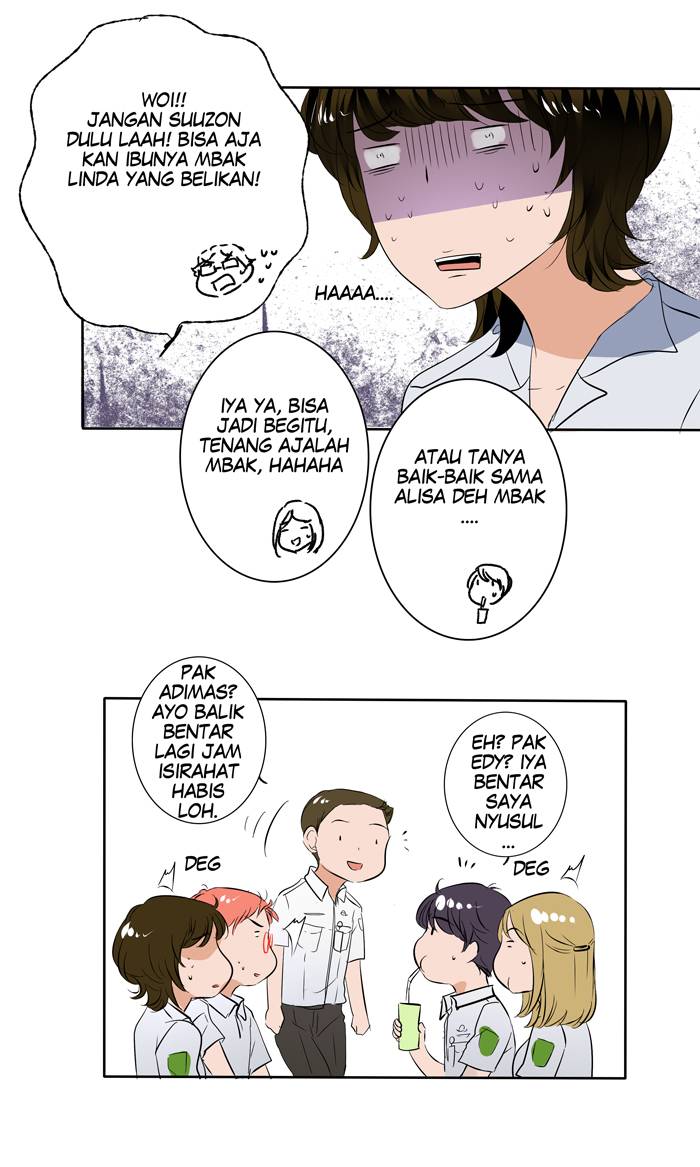 WOI!!
JANGAN SUUZON
DULU LAAH! BISA AJA
KAN IBUNYA MBAK
LINDA YANG BELIKAN!
HAAAA....
IYA YA, BISA
JADI BEGITU,
TENANG AJALAH
MBAK, HAHAHA
ATAU TANYA
BAIK-BAIK SAMA
ALISA DEH MBAK
....
PAK
ADIMAS?
AYO BALIK
BENTAR
LAGI JAM
ISIRAHAT
HABIS
LOH.
EH? PAK
EDY? IYA
BENTAR
SAYA
NYUSUL
...
DEG
DEG